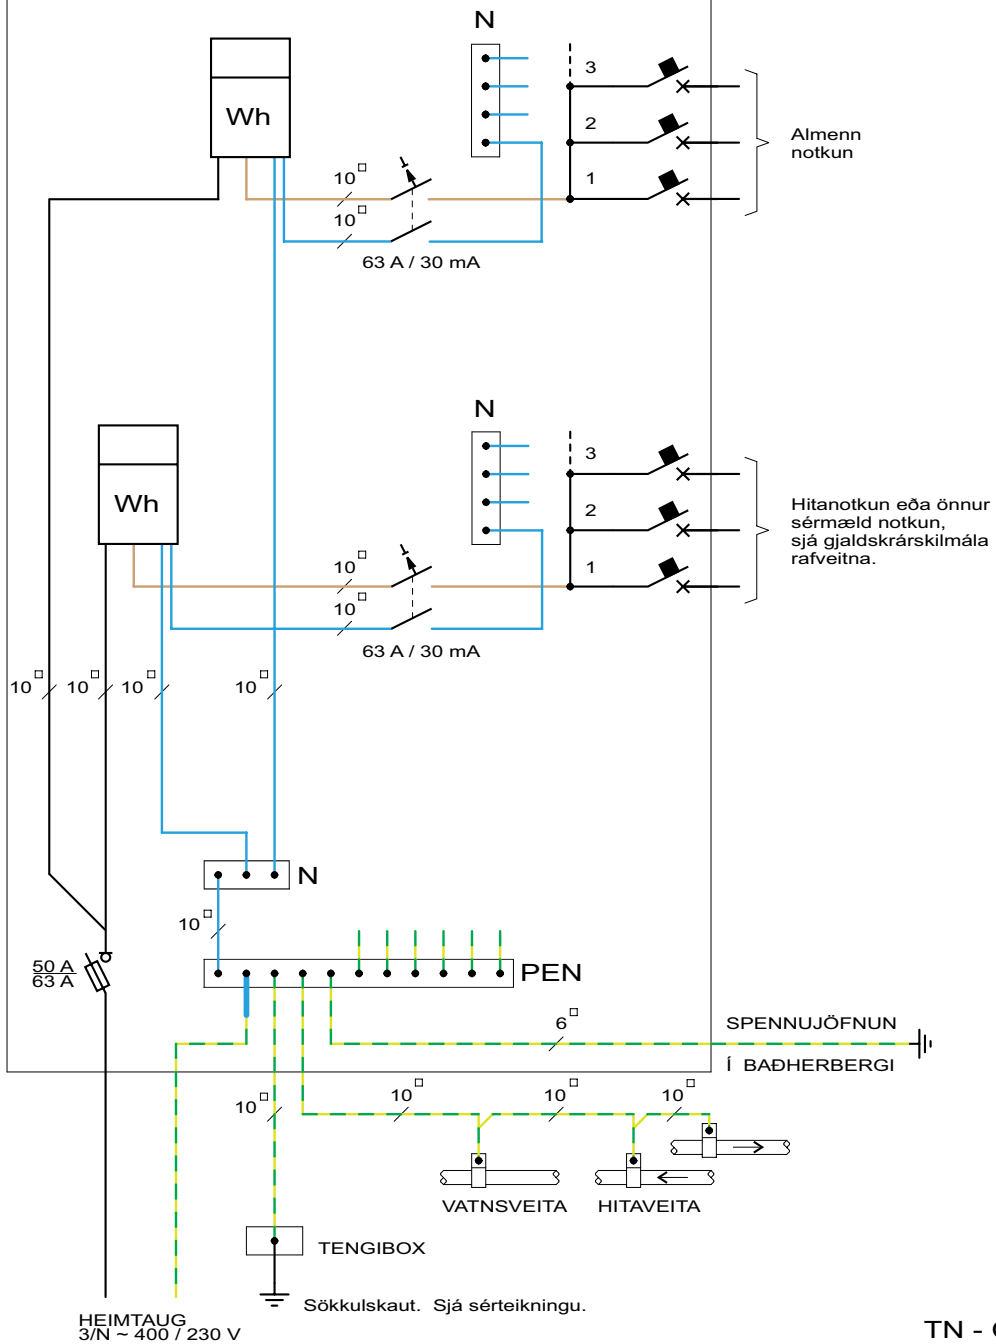 N
3
Wh
2
Almenn
notkun
10 □
1
10 □
63 A / 30 mA
N
3
Wh
2
Hitanotkun eða önnur
sérmæld notkun,
sjá gjaldskrárskilmála
rafveitna.
10 □
1
10 □
63 A / 30 mA
10 □ 10 □ 10 □ 10 □
N
10 □
50 A
63 A
PEN
6 □
SPENNUJÖFNUN
Í BAÐHERBERGI
10 □ 10 □ 10 □ 10 □
VATNSVEITA HITAVEITA
TENGIBOX
Sökkulskaut. Sjá sérteikningu.
HEIMTAUG
3/N ~ 400 / 230 V
TN -